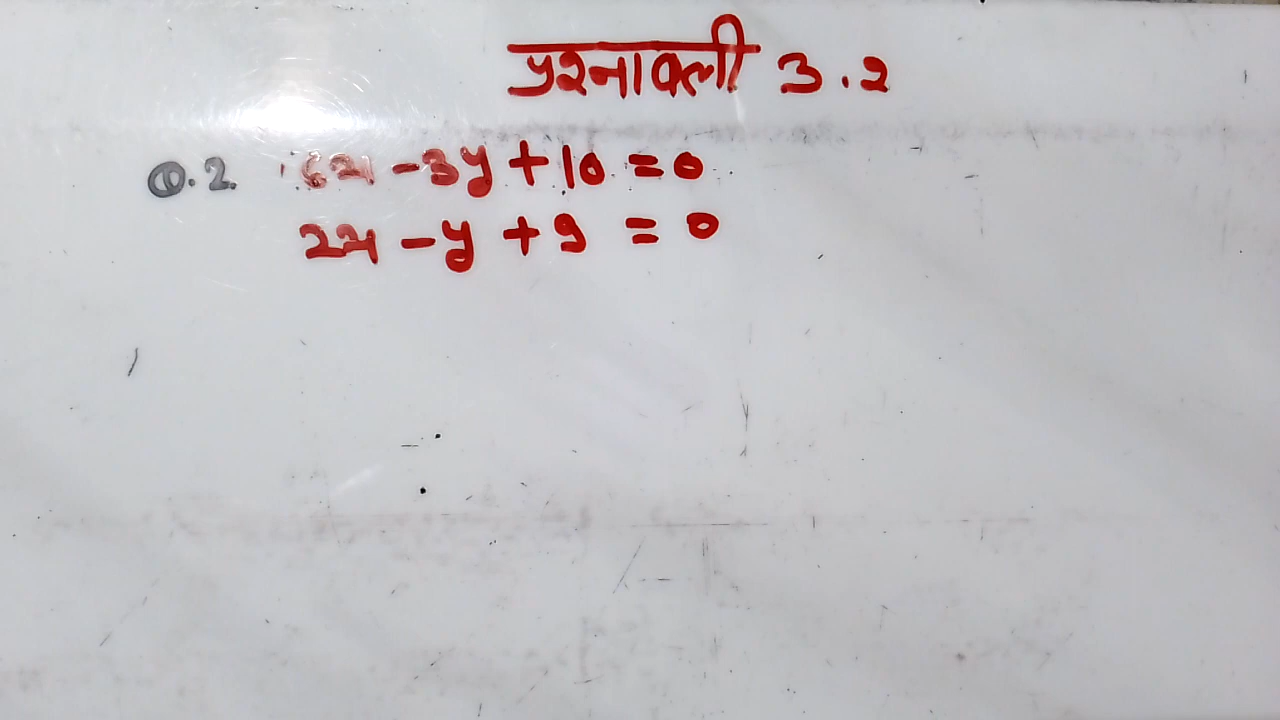 प्रश्नावली 3.2
Q.2. 6x - 3y + 10 = 0
2x - y + 9 = 0